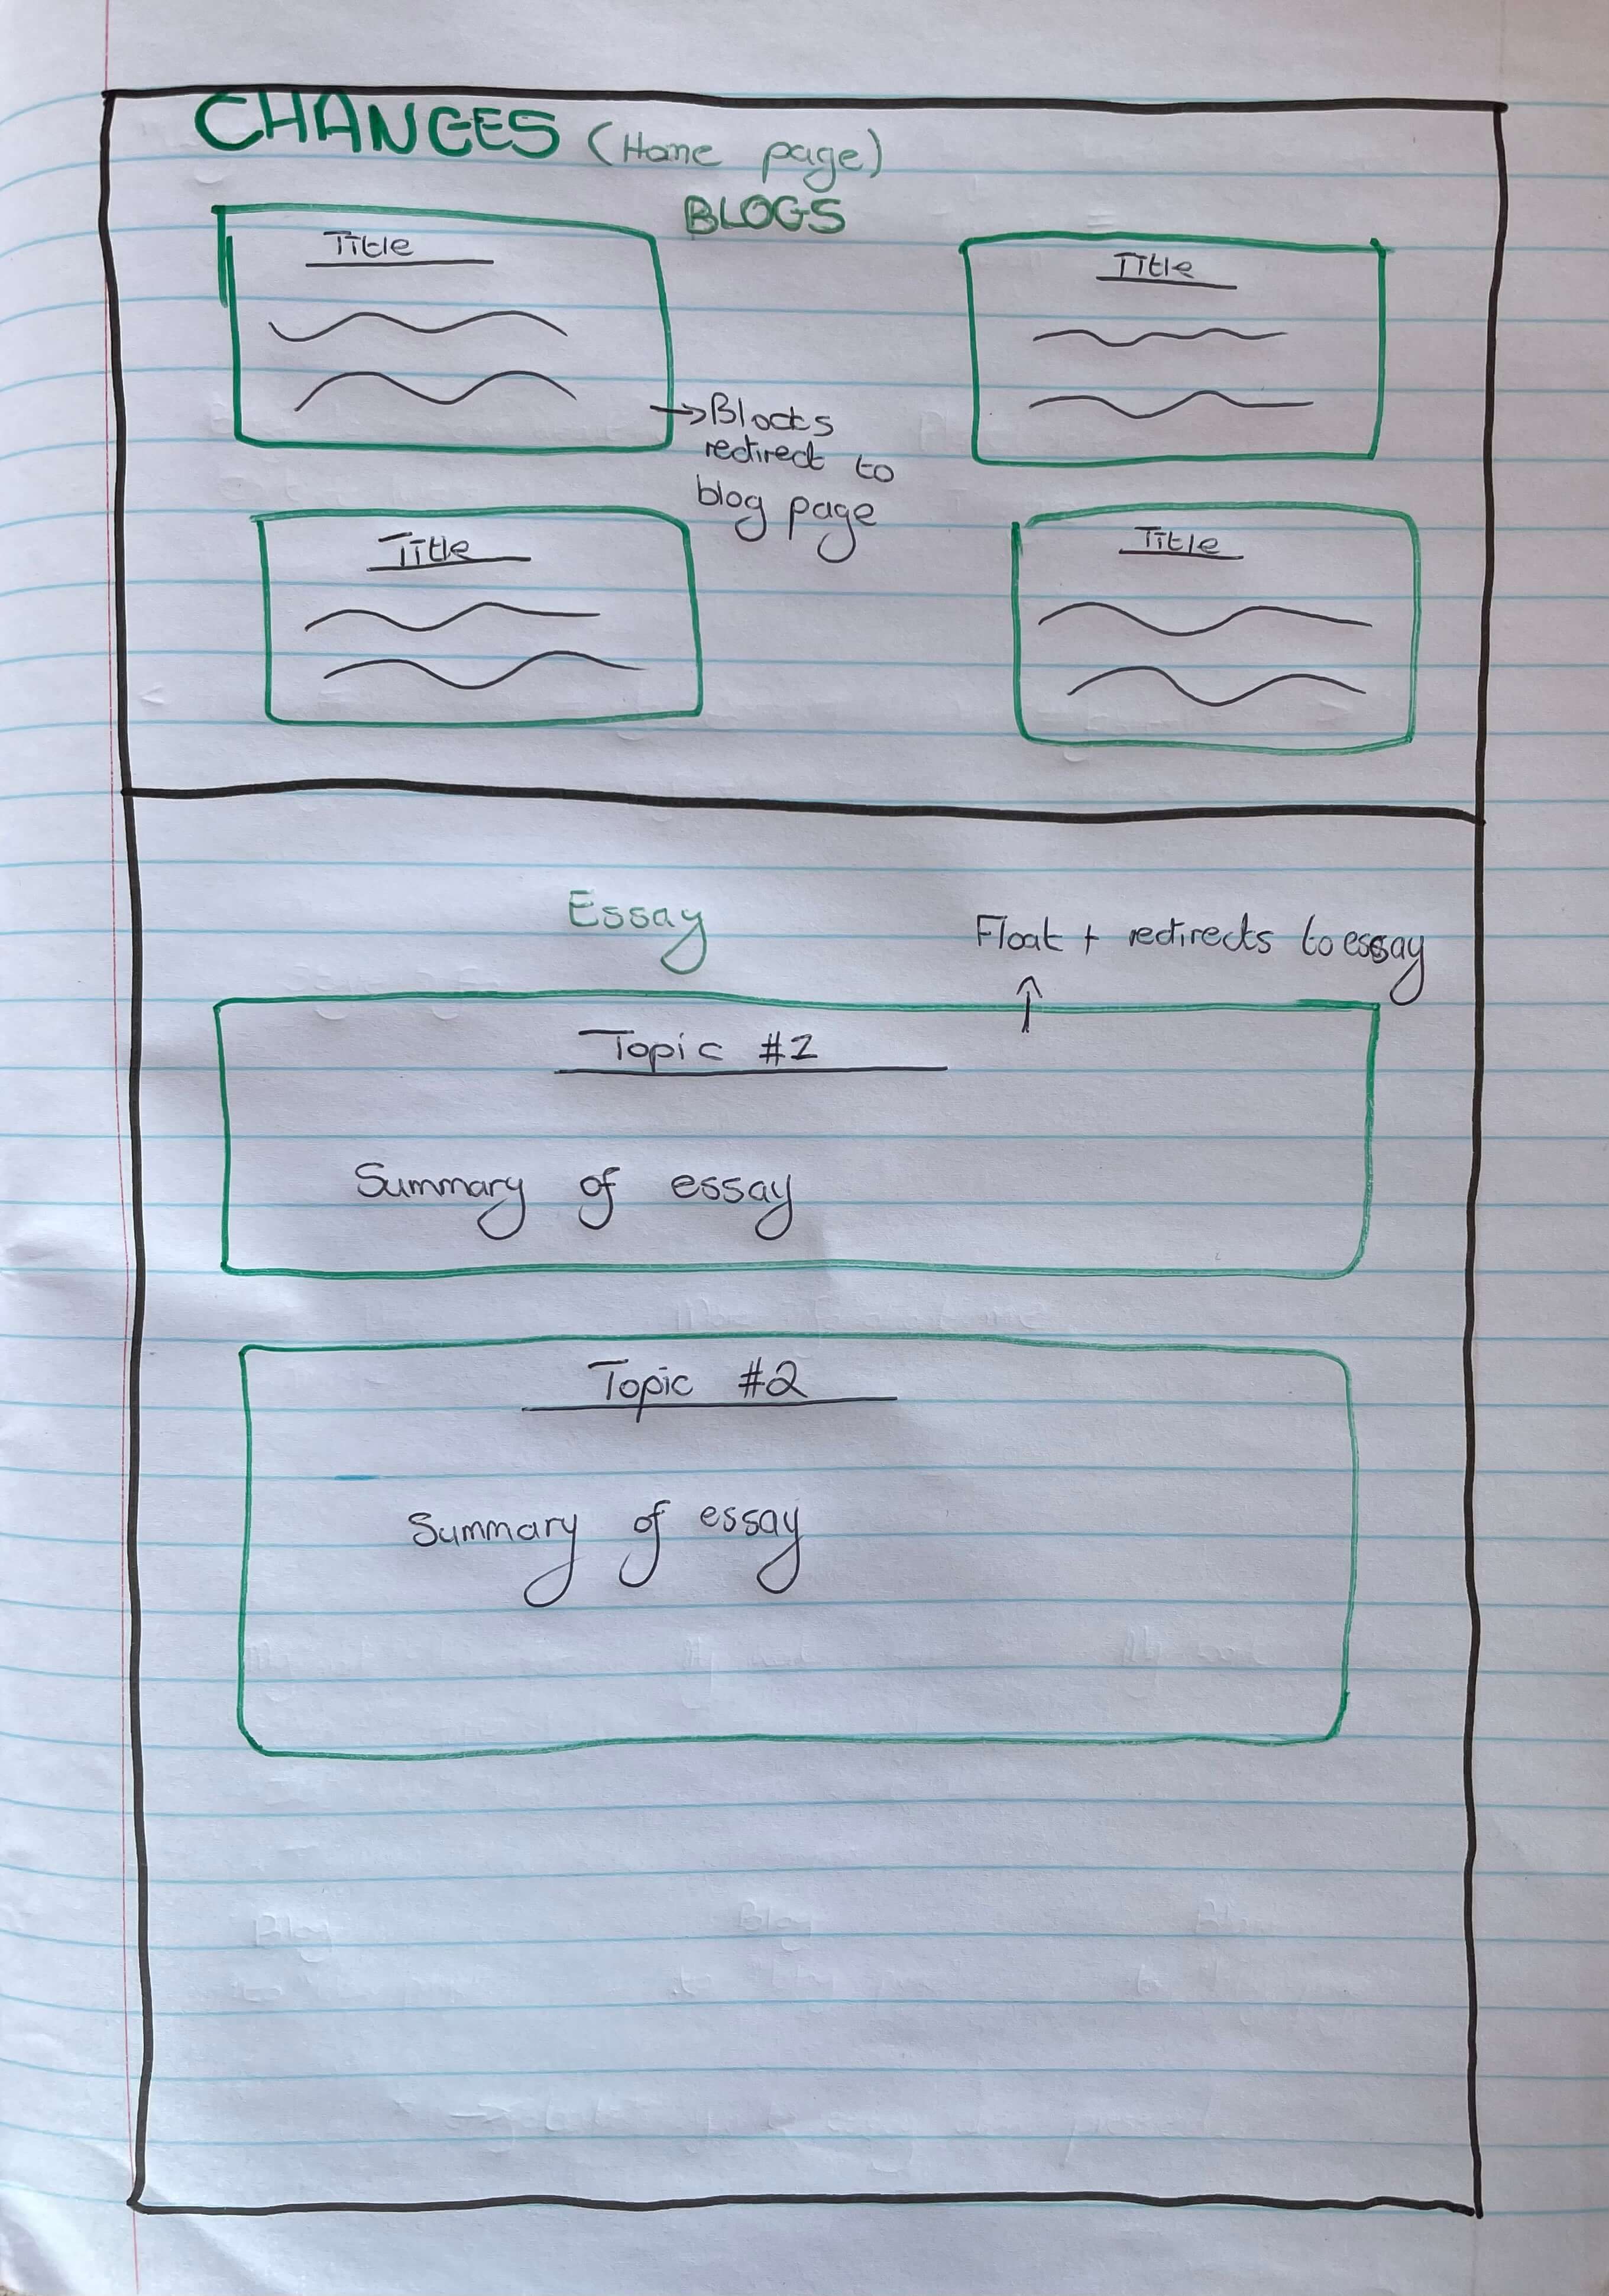 CHANGES (Home page)
BLOGS
Title
Title
→Blocks
redirect to
blog page
Title
Title
Essay
Float + redirects to essay
Topic #1
Summary of essay
Topic #2
Summary of essay